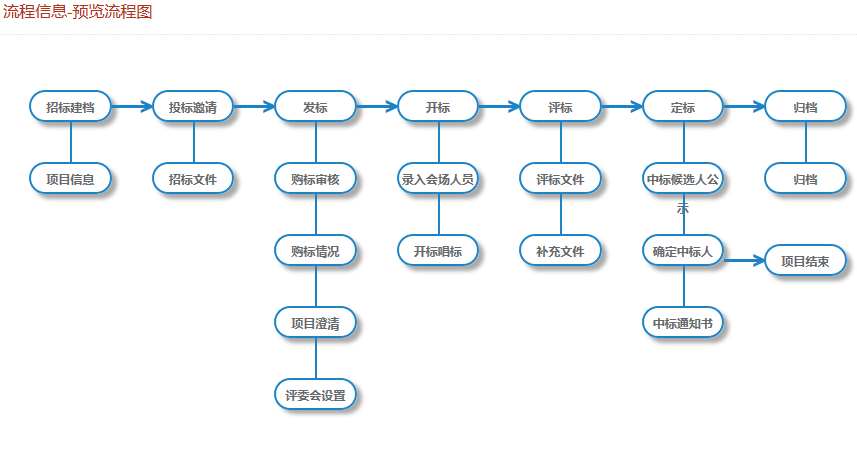 流程信息-预览流程图
招标建档
投标邀请
发标
开标
评标
定标
归档
项目信息
招标文件
购标审核
录入会场人员
评标文件
中标候选人公
示
归档
购标情况
开标唱标
补充文件
确定中标人
项目结束
项目澄清
中标通知书
评委会设置